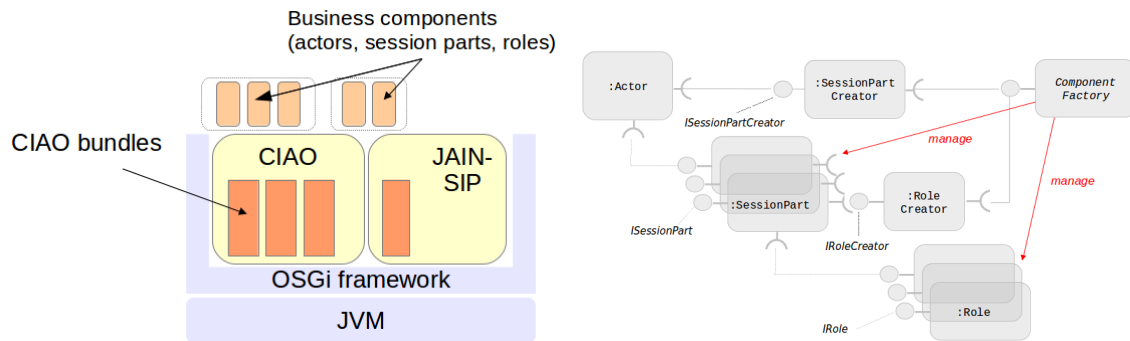 Business components
(actors, session parts, roles)
CIAO bundles
CIAO
JAIN-
SIP
OSGi framework
JVM
:Actor
:SessionPart
Creator
Component
Factory
ISessionPartCreator
manage
manage
:SessionPart
:Role
Creator
ISessionPart
IRoleCreator
:Role
IRole